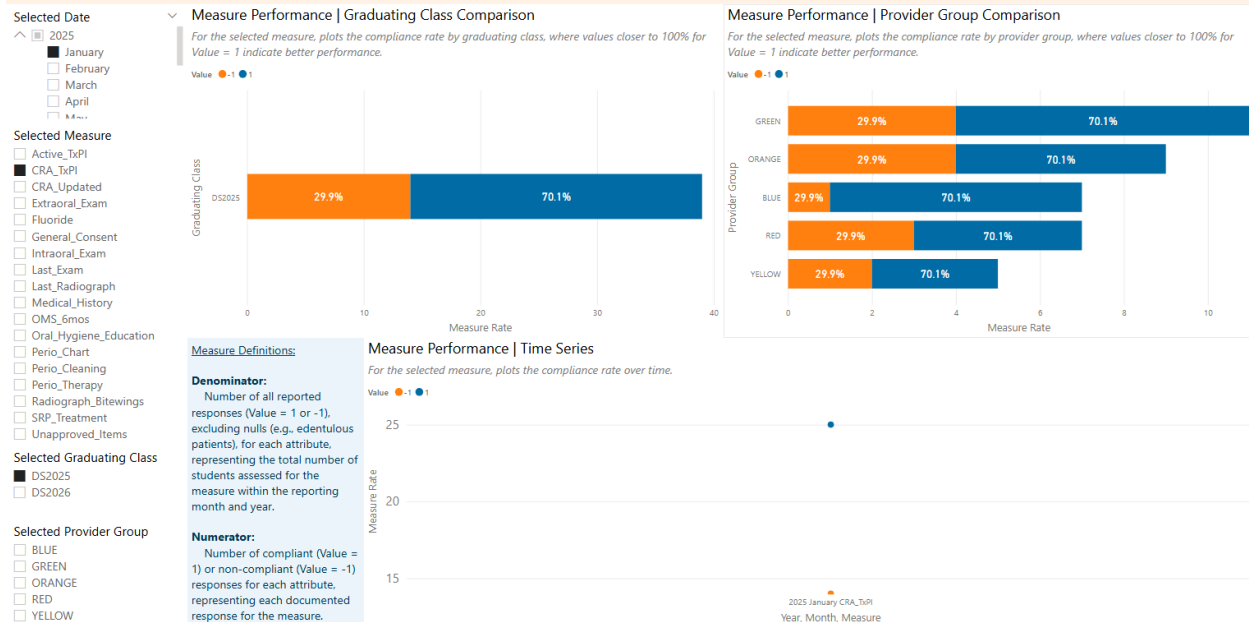 Selected Date
2025
January
February
March
April
May
Selected Measure
Active_TxPl
CRA_TxPl
CRA_Updated
Extraoral_Exam
Fluoride
General_Consent
Intraoral_Exam
Last_Exam
Last_Radiograph
Medical_History
OMS_6mos
Oral_Hygiene_Education
Perio_Chart
Perio_Cleaning
Perio_Therapy
Radiograph_Bitewings
SRP_Treatment
Unapproved_Items
Selected Graduating Class
DS2025
DS2026
Selected Provider Group
BLUE
GREEN
ORANGE
RED
YELLOW
Measure Performance | Graduating Class Comparison
For the selected measure, plots the compliance rate by graduating class, where values closer to 100% for
Value = 1 indicate better performance.
Value -1 1
Graduating Class
DS2025
29.9% 70.1%
0 10 20 30 40
Measure Rate
Measure Performance | Provider Group Comparison
For the selected measure, plots the compliance rate by provider group, where values closer to 100% for
Value = 1 indicate better performance.
Value -1 1
Provider Group
GREEN 29.9% 70.1%
ORANGE 29.9% 70.1%
BLUE 29.9% 70.1%
RED 29.9% 70.1%
YELLOW 29.9% 70.1%
0 2 4 6 8 10
Measure Rate
Measure Definitions:
Denominator:
Number of all reported
responses (Value = 1 or -1),
excluding nulls (e.g., edentulous
patients), for each attribute,
representing the total number of
students assessed for the
measure within the reporting
month and year.
Numerator:
Number of compliant (Value =
1) or non-compliant (Value = -1)
responses for each attribute,
representing each documented
response for the measure.
Measure Performance | Time Series
For the selected measure, plots the compliance rate over time.
Value -1 1
Measure Rate
25
20
15
2025 January CRA_TxPl
Year, Month, Measure